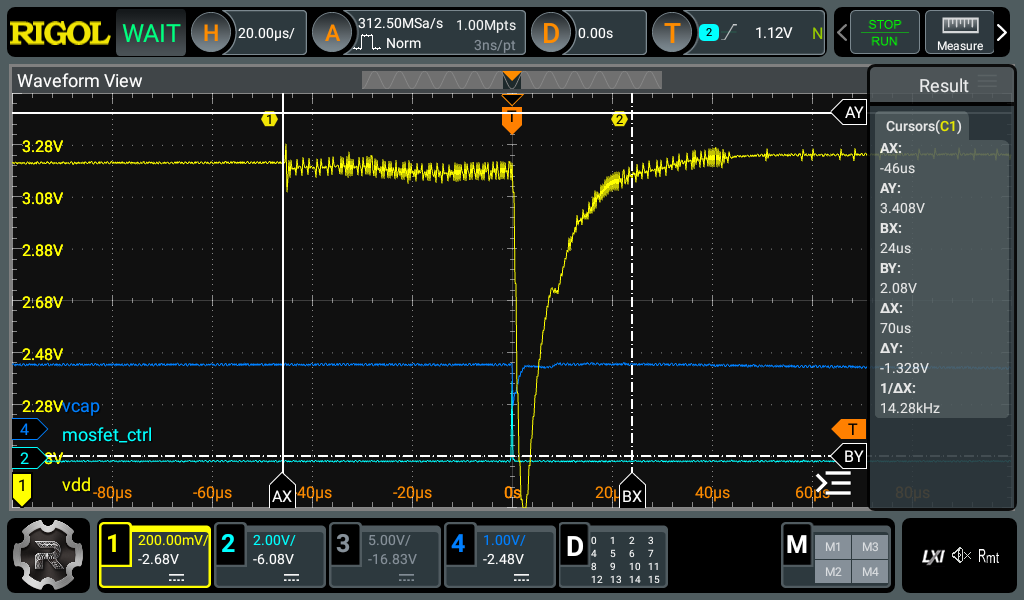 RIGOL WAIT H 20.00µs/ A 312.50MSa/s 1.00Mpts D 0.00s T 2 1.12V N STOP
Norm 3ns/pt RUN Measure
Waveform View Result
1 T 2 AY
Cursors(C1)
3.28V AX:
-46us
3.08V AY:
3.408V
2.88V BX:
24us
BY:
2.68V 2.08V
ΔX:
70us
2.48V ΔY:
-1.328V
1/ΔX:
2.28V vcap 14.28kHz
4 mosfet_ctrl T
2 BY
1 vdd -80µs -60µs AX 40µs -20µs 0s 20µ BX 40µs 60µs 80µs
1 200.00mV/ 2 2.00V/ 3 5.00V/ 4 1.00V/ D 0 1 2 3 M M1 M3
-2.68V -6.08V -16.83V -2.48V 4 5 6 7
8 9 10 11 M2 M4 LXI Rmt
12 13 14 15